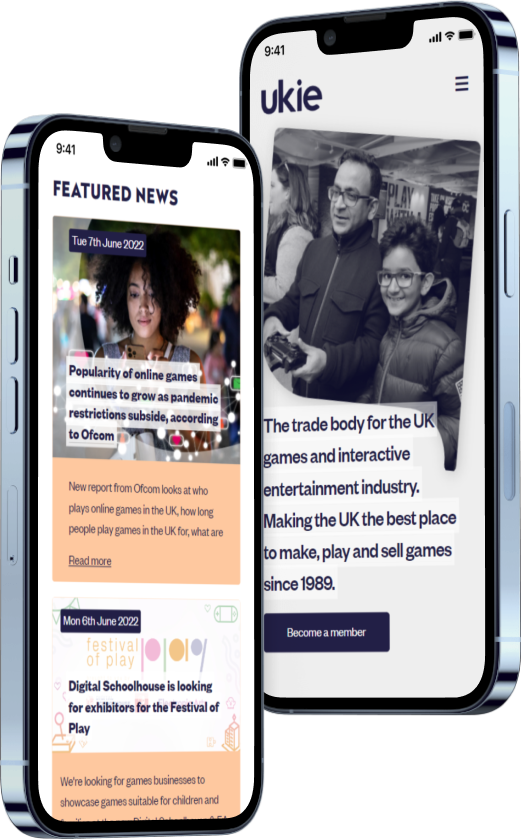 9:41
FEATURED NEWS
Tue 7th June 2022
Popularity of online games
continues to grow as pandemic
restrictions subside, according
to Ofcom
New report from Ofcom looks at who
plays online games in the UK, how long
people play games in the UK for, what are
Read more
Mon 6th June 2022
festival
of play
play
Digital Schoolhouse is looking
for exhibitors for the Festival of
Play
We're looking for games businesses to
showcase games suitable for children and
9:41
ukie
PLAY
The trade body for the UK
games and interactive
entertainment industry.
Making the UK the best place
to make, play and sell games
since 1989.
Become a member